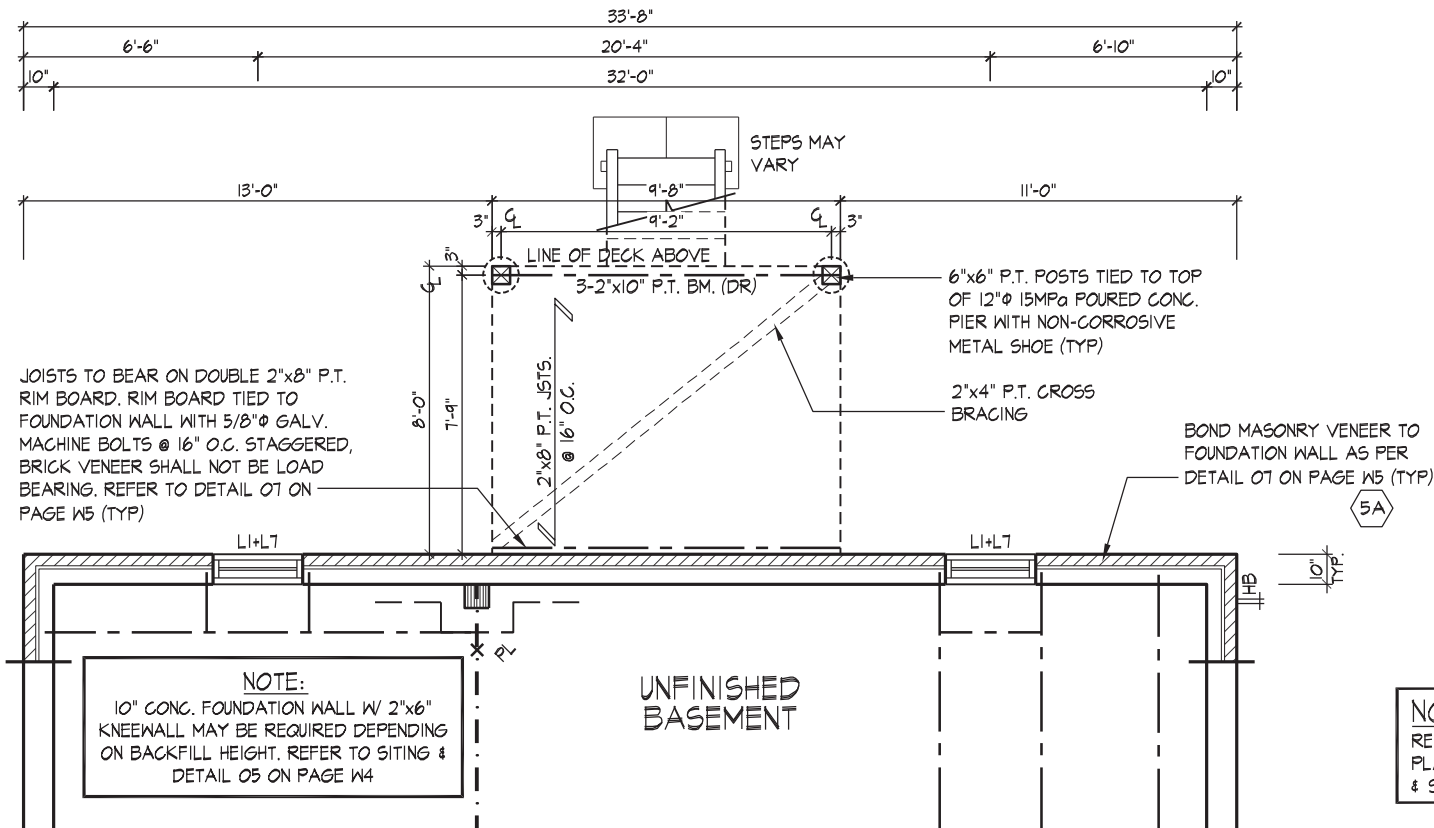 33'-8"
6'-6" 20'-4" 6'-10"
10" 32'-0" 10"
STEPS MAY
VARY
13'-0" 9'-8" 11'-0"
3" 9'-2" 3"
3"
LINE OF DECK ABOVE
3-2"x10" P.T. BM. (DR)
6"x6" P.T. POSTS TIED TO TOP
OF 12"Φ 15MPa POURED CONC.
PIER WITH NON-CORROSIVE
METAL SHOE (TYP)
2"x4" P.T. CROSS
BRACING
JOISTS TO BEAR ON DOUBLE 2"x8" P.T.
RIM BOARD. RIM BOARD TIED TO
FOUNDATION WALL WITH 5/8"Φ GALV.
MACHINE BOLTS @ 16" O.C. STAGGERED,
BRICK VENEER SHALL NOT BE LOAD
BEARING. REFER TO DETAIL 07 ON
PAGE W5 (TYP)
8'-0"
7'-9"
2"x8" P.T. JSTS.
@ 16" O.C.
BOND MASONRY VENEER TO
FOUNDATION WALL AS PER
DETAIL 07 ON PAGE W5 (TYP)
5A
L1+L7
L1+L7
10"
TYP.
HB
PL
NOTE:
10" CONC. FOUNDATION WALL W/ 2"x6"
KNEEWALL MAY BE REQUIRED DEPENDING
ON BACKFILL HEIGHT. REFER TO SITING &
DETAIL 05 ON PAGE W4
UNFINISHED
BASEMENT
& S